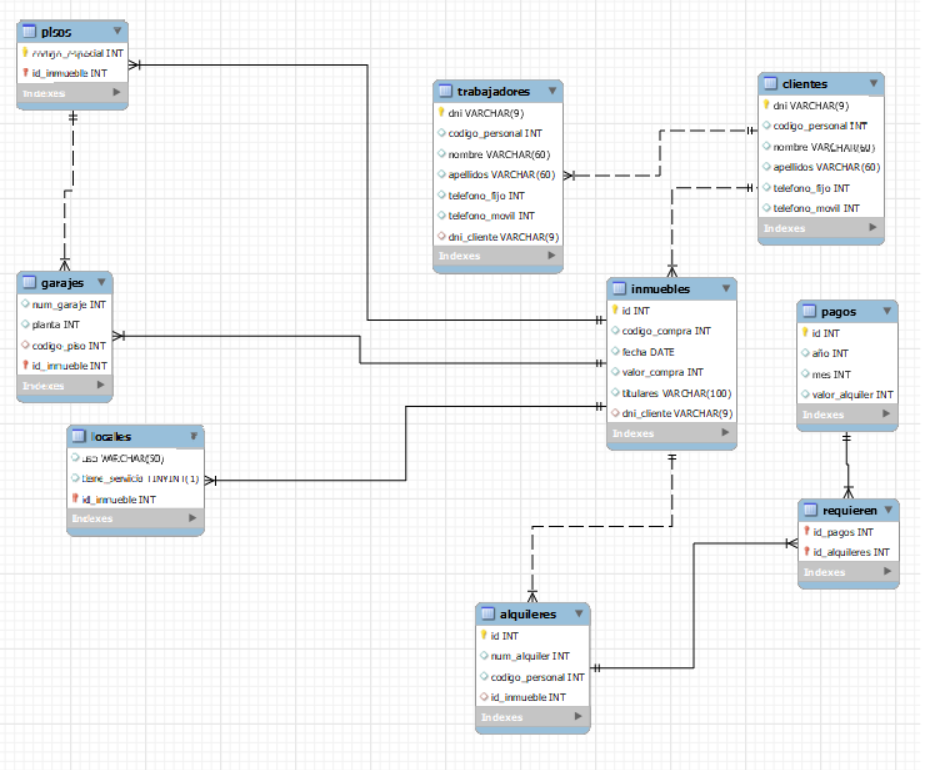 pisos
INT
id_inmueble INT
Indexes
trabajadores
dni VARCHAR(9)
codigo_personal INT
nombre VARCHAR(60)
apellidos VARCHAR(60)
telefono_fijo INT
telefono_movil INT
dni_cliente VARCHAR(9)
Indexes
clientes
dni VARCHAR(9)
codigo_personal INT
nombre VARCHAR(60)
apellidos VARCHAR(60)
telefono_fijo INT
telefono_movil INT
Indexes
garajes
num_garaje INT
planta INT
codigo_piso INT
id_inmueble INT
Indexes
inmuebles
id INT
codigo_compra INT
fecha DATE
valor_compra INT
titulares VARCHAR(100)
dni_cliente VARCHAR(9)
Indexes
pagos
id INT
año INT
mes INT
valor_alquiler INT
Indexes
locales
uso VARCHAR(50)
tiene_servicio TINYINT(1)
id_inmueble INT
Indexes
requieren
id_pagos INT
id_alquileres INT
Indexes
alquileres
id INT
num_alquiler INT
codigo_personal INT
id_inmueble INT
Indexes